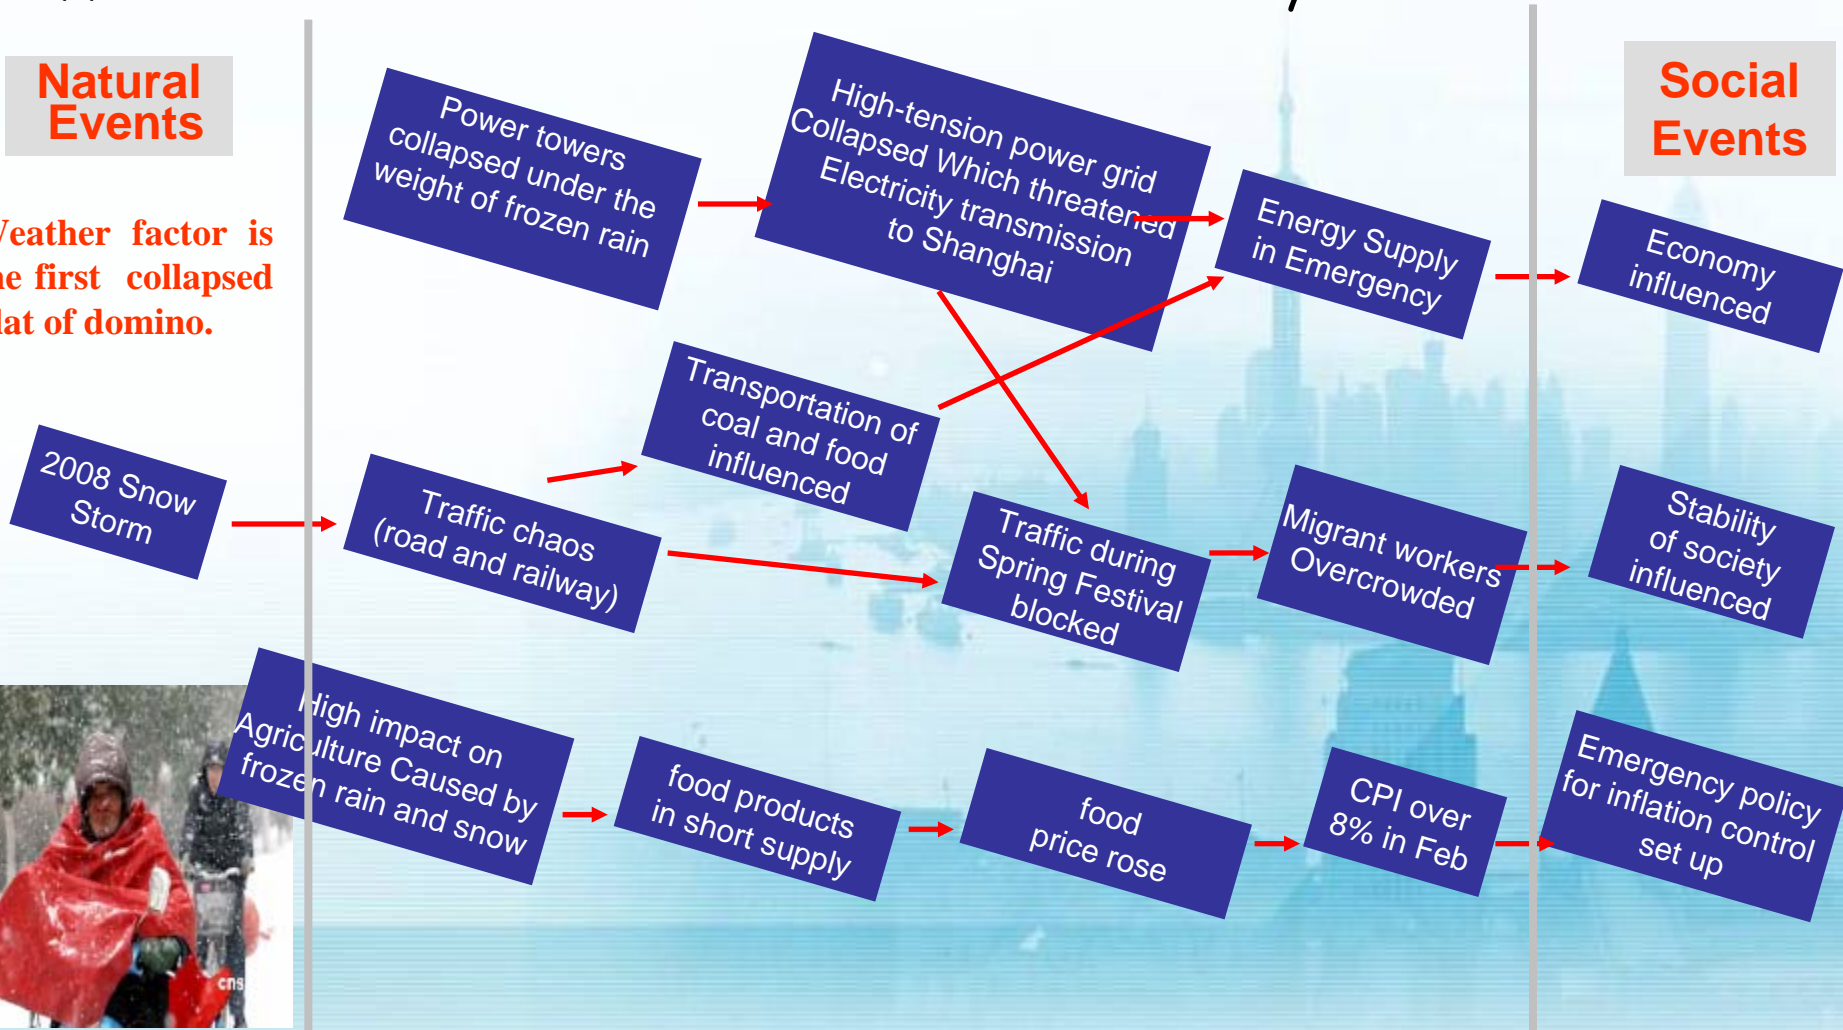 Natural
Events
factor is
first collapsed
of domino.
2008 Snow
Storm
Power towers
collapsed under the
weight of frozen rain
High-tension power grid
Collapsed Which threatened
Electricity transmission
to Shanghai
Energy Supply
in Emergency
Transportation of
coal and food
influenced
Traffic chaos
(road and railway)
Traffic during
Spring Festival
blocked
Migrant workers
Overcrowded
High impact on
Agriculture Caused by
frozen rain and snow
food products
in short supply
food
price rose
CPI over
8% in Feb
Social
Events
Economy
influenced
Stability
of society
influenced
Emergency policy
for inflation control
set up
cns